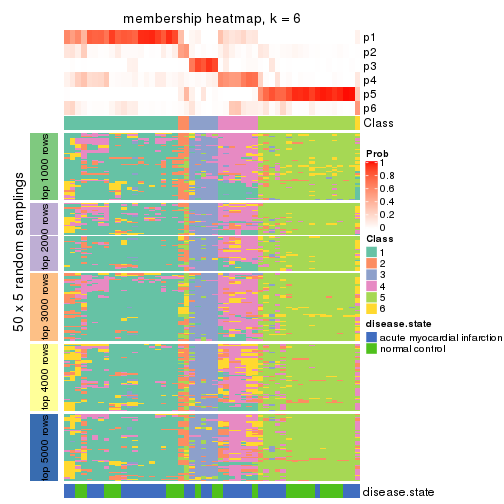 membership heatmap, k = 6
p1
p2
p3
p4
p5
p6
Class
50 x 5 random samplings
top 1000 rows
top 2000 rows
top 3000 rows
top 4000 rows
top 5000 rows
Prob
1
0.8
0.6
0.4
0.2
0
Class
1
2
3
4
5
6
disease.state
acute myocardial infarction
normal control
disease.state